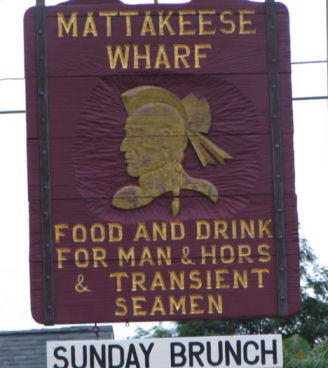 MATTAKEESE
WHARF
FOOD AND DRINK
FOR MAN & HORS
& TRANSIENT
SEAMEN
SUNDAY BRUNCH